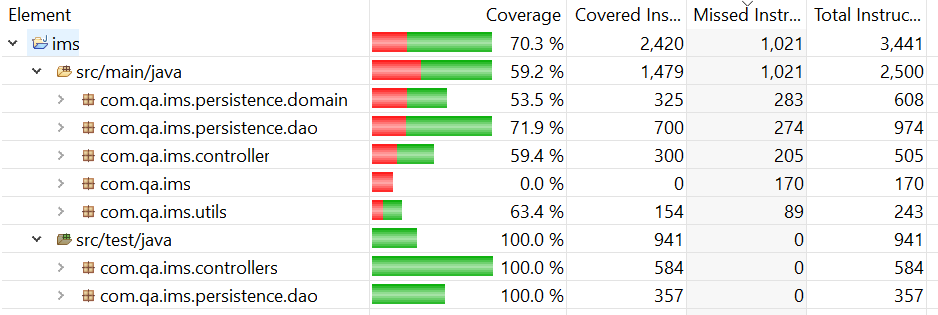 Element Coverage Covered Ins... Missed Instr... Total Instruc...
ims 70.3 % 2,420 1,021 3,441
src/main/java 59.2 % 1,479 1,021 2,500
com.qa.ims.persistence.domain 53.5 % 325 283 608
com.qa.ims.persistence.dao 71.9 % 700 274 974
com.qa.ims.controller 59.4 % 300 205 505
com.qa.ims 0.0 % 0 170 170
com.qa.ims.utils 63.4 % 154 89 243
src/test/java 100.0 % 941 0 941
com.qa.ims.controllers 100.0 % 584 0 584
com.qa.ims.persistence.dao 100.0 % 357 0 357